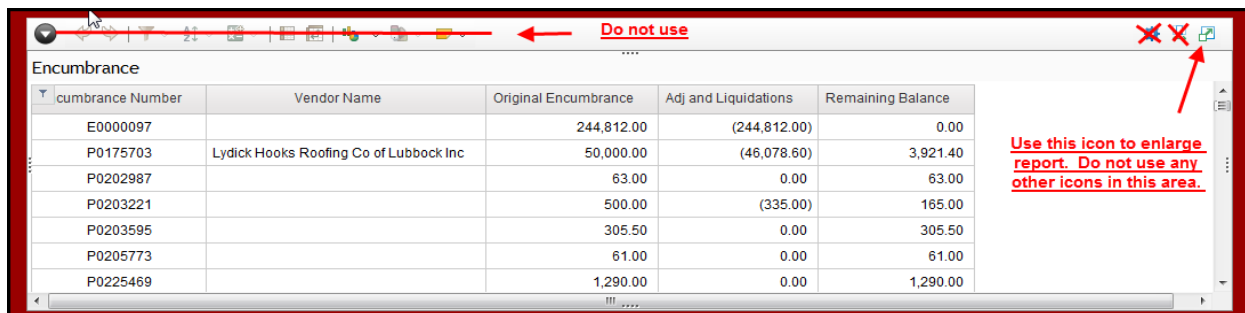 Do not use
Encumbrance
cumbrance Number Vendor Name Original Encumbrance Adj and Liquidations Remaining Balance
E0000097 244,812.00 (244,812.00) 0.00
P0175703 Lydick Hooks Roofing Co of Lubbock Inc 50,000.00 (46,078.60) 3,921.40
P0202987 63.00 0.00 63.00
P0203221 500.00 (335.00) 165.00
P0203595 305.50 0.00 305.50
P0205773 61.00 0.00 61.00
P0225469 1,290.00 0.00 1,290.00
Use this icon to enlarge
report. Do not use any
other icons in this area.